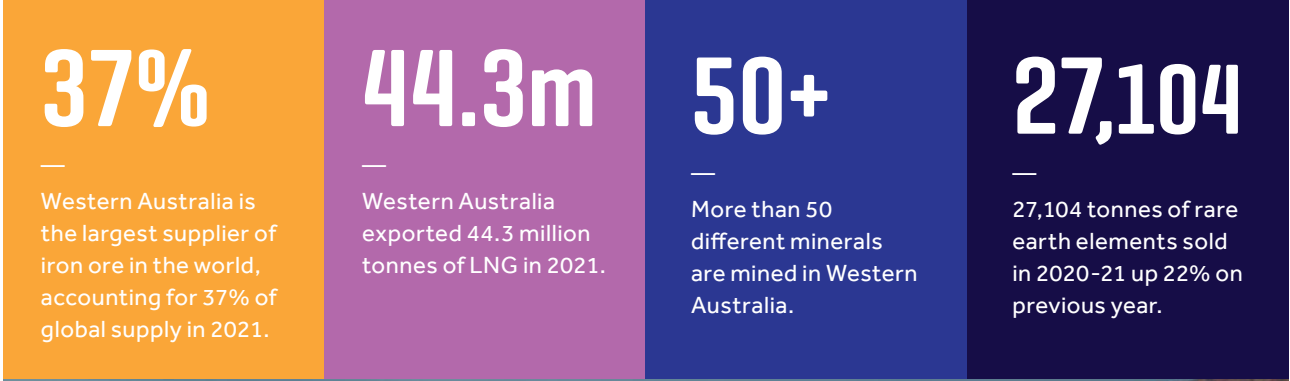 37%
Western Australia is
the largest supplier of
iron ore in the world,
accounting for 37% of
global supply in 2021.
44.3m
Western Australia
exported 44.3 million
tonnes of LNG in 2021.
50+
More than 50
different minerals
are mined in Western
Australia.
27,104
27,104 tonnes of rare
earth elements sold
in 2020-21 up 22% on
previous year.